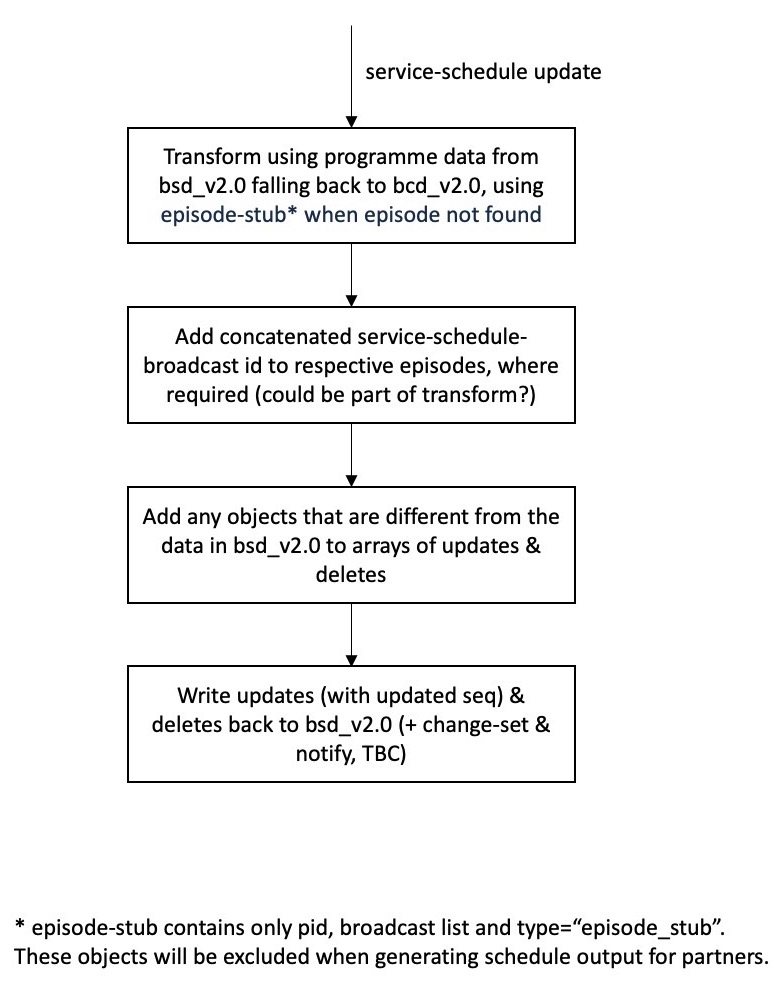 service-schedule update
Transform using programme data from
bsd_v2.0 falling back to bcd_v2.0, using
episode-stub* when episode not found
Add concatenated service-schedule-
broadcast id to respective episodes, where
required (could be part of transform?)
Add any objects that are different from the
data in bsd_v2.0 to arrays of updates &
deletes
Write updates (with updated seq) &
deletes back to bsd_v2.0 (+ change-set &
notify, TBC)
* episode-stub contains only pid, broadcast list and type=“episode_stub”.
These objects will be excluded when generating schedule output for partners.